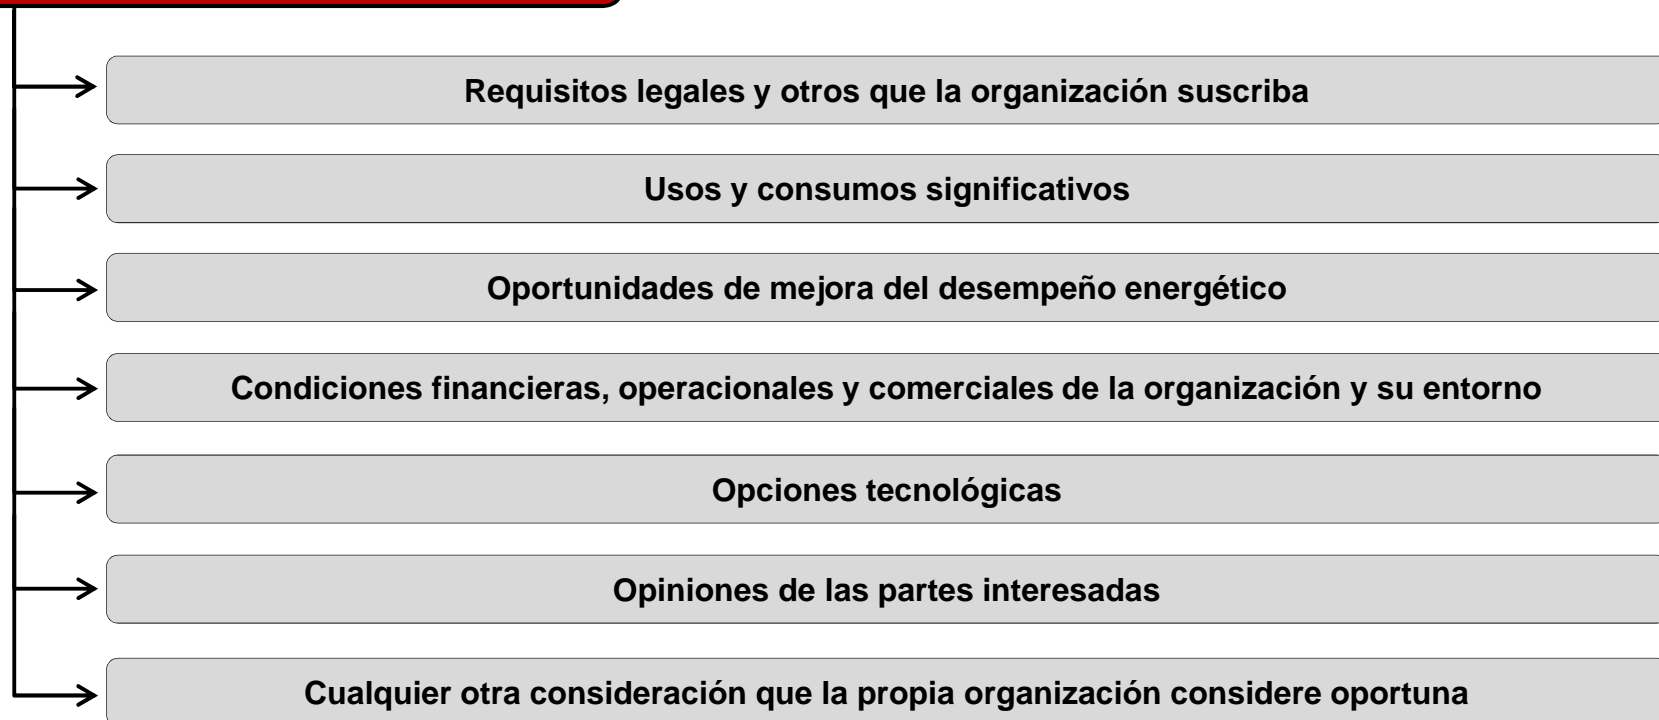 Requisitos legales y otros que la organización suscriba
Usos y consumos significativos
Oportunidades de mejora del desempeño energético
Condiciones financieras, operacionales y comerciales de la organización y su entorno
Opciones tecnológicas
Opiniones de las partes interesadas
Cualquier otra consideración que la propia organización considere oportuna